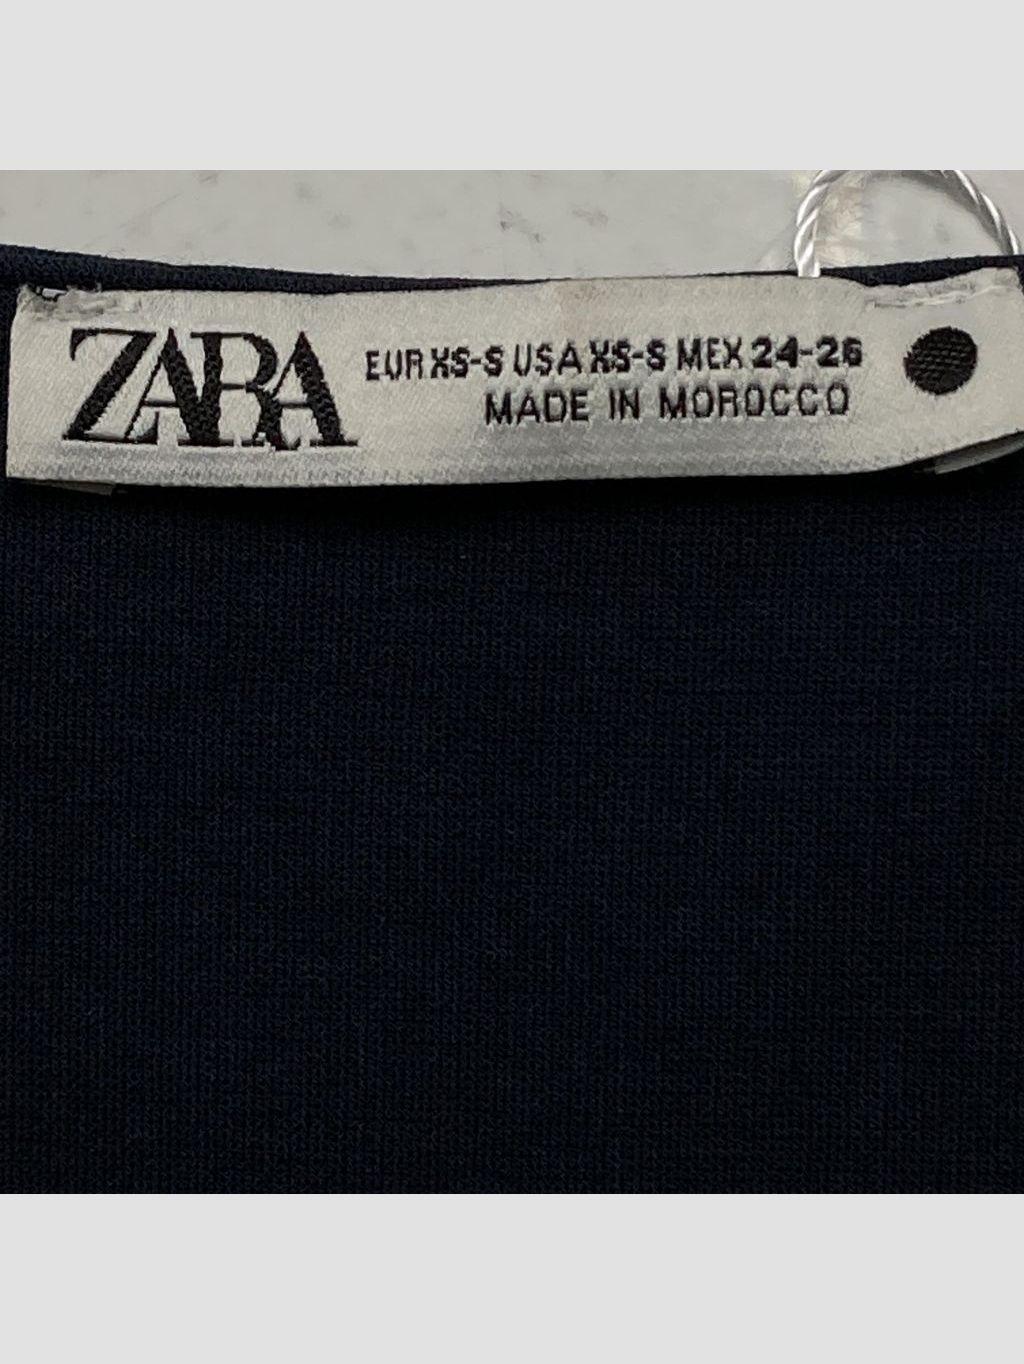 ZARA
EUR XS-S USA XS-S MEX 24-26
MADE IN MOROCCO